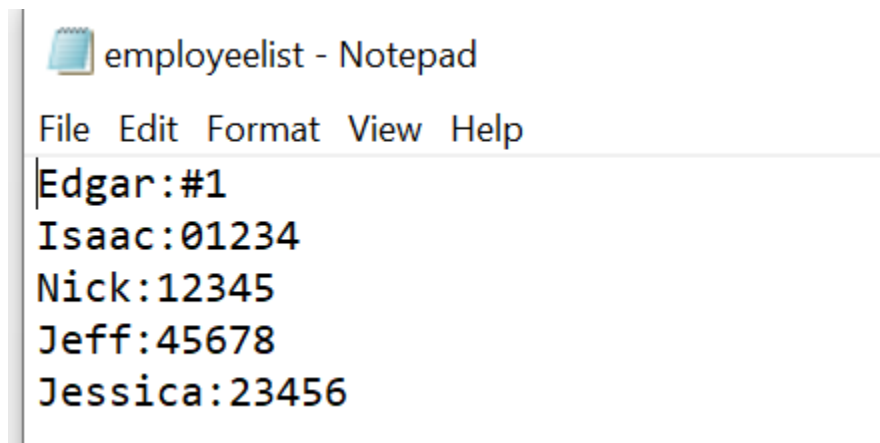 employeelist - Notepad
File Edit Format View Help
Edgar:#1
Isaac:01234
Nick:12345
Jeff:45678
Jessica:23456